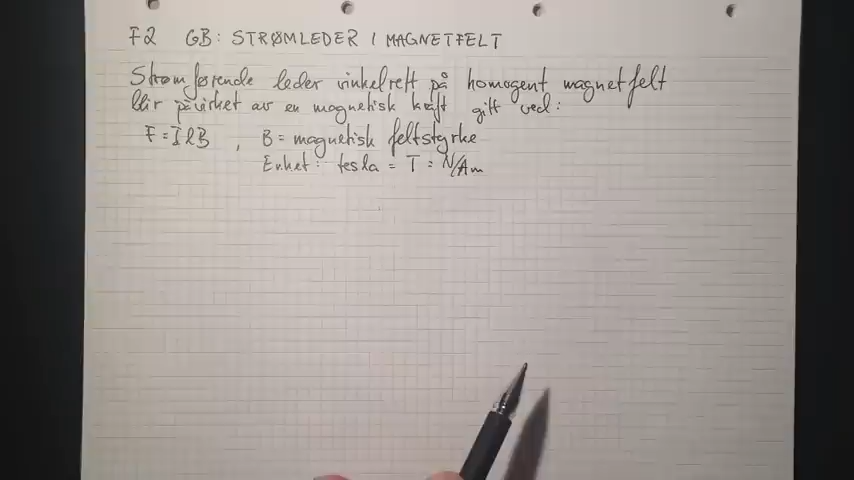 F2 GB: STRØMLEDER I MAGNETFELT
Strømførende leder vinkelrett på homogent magnetfelt
blir påvirket av en magnetisk kraft gitt ved:
F = IlB , B = magnetisk feltstyrke
Enhet: tesla = T = N/Am